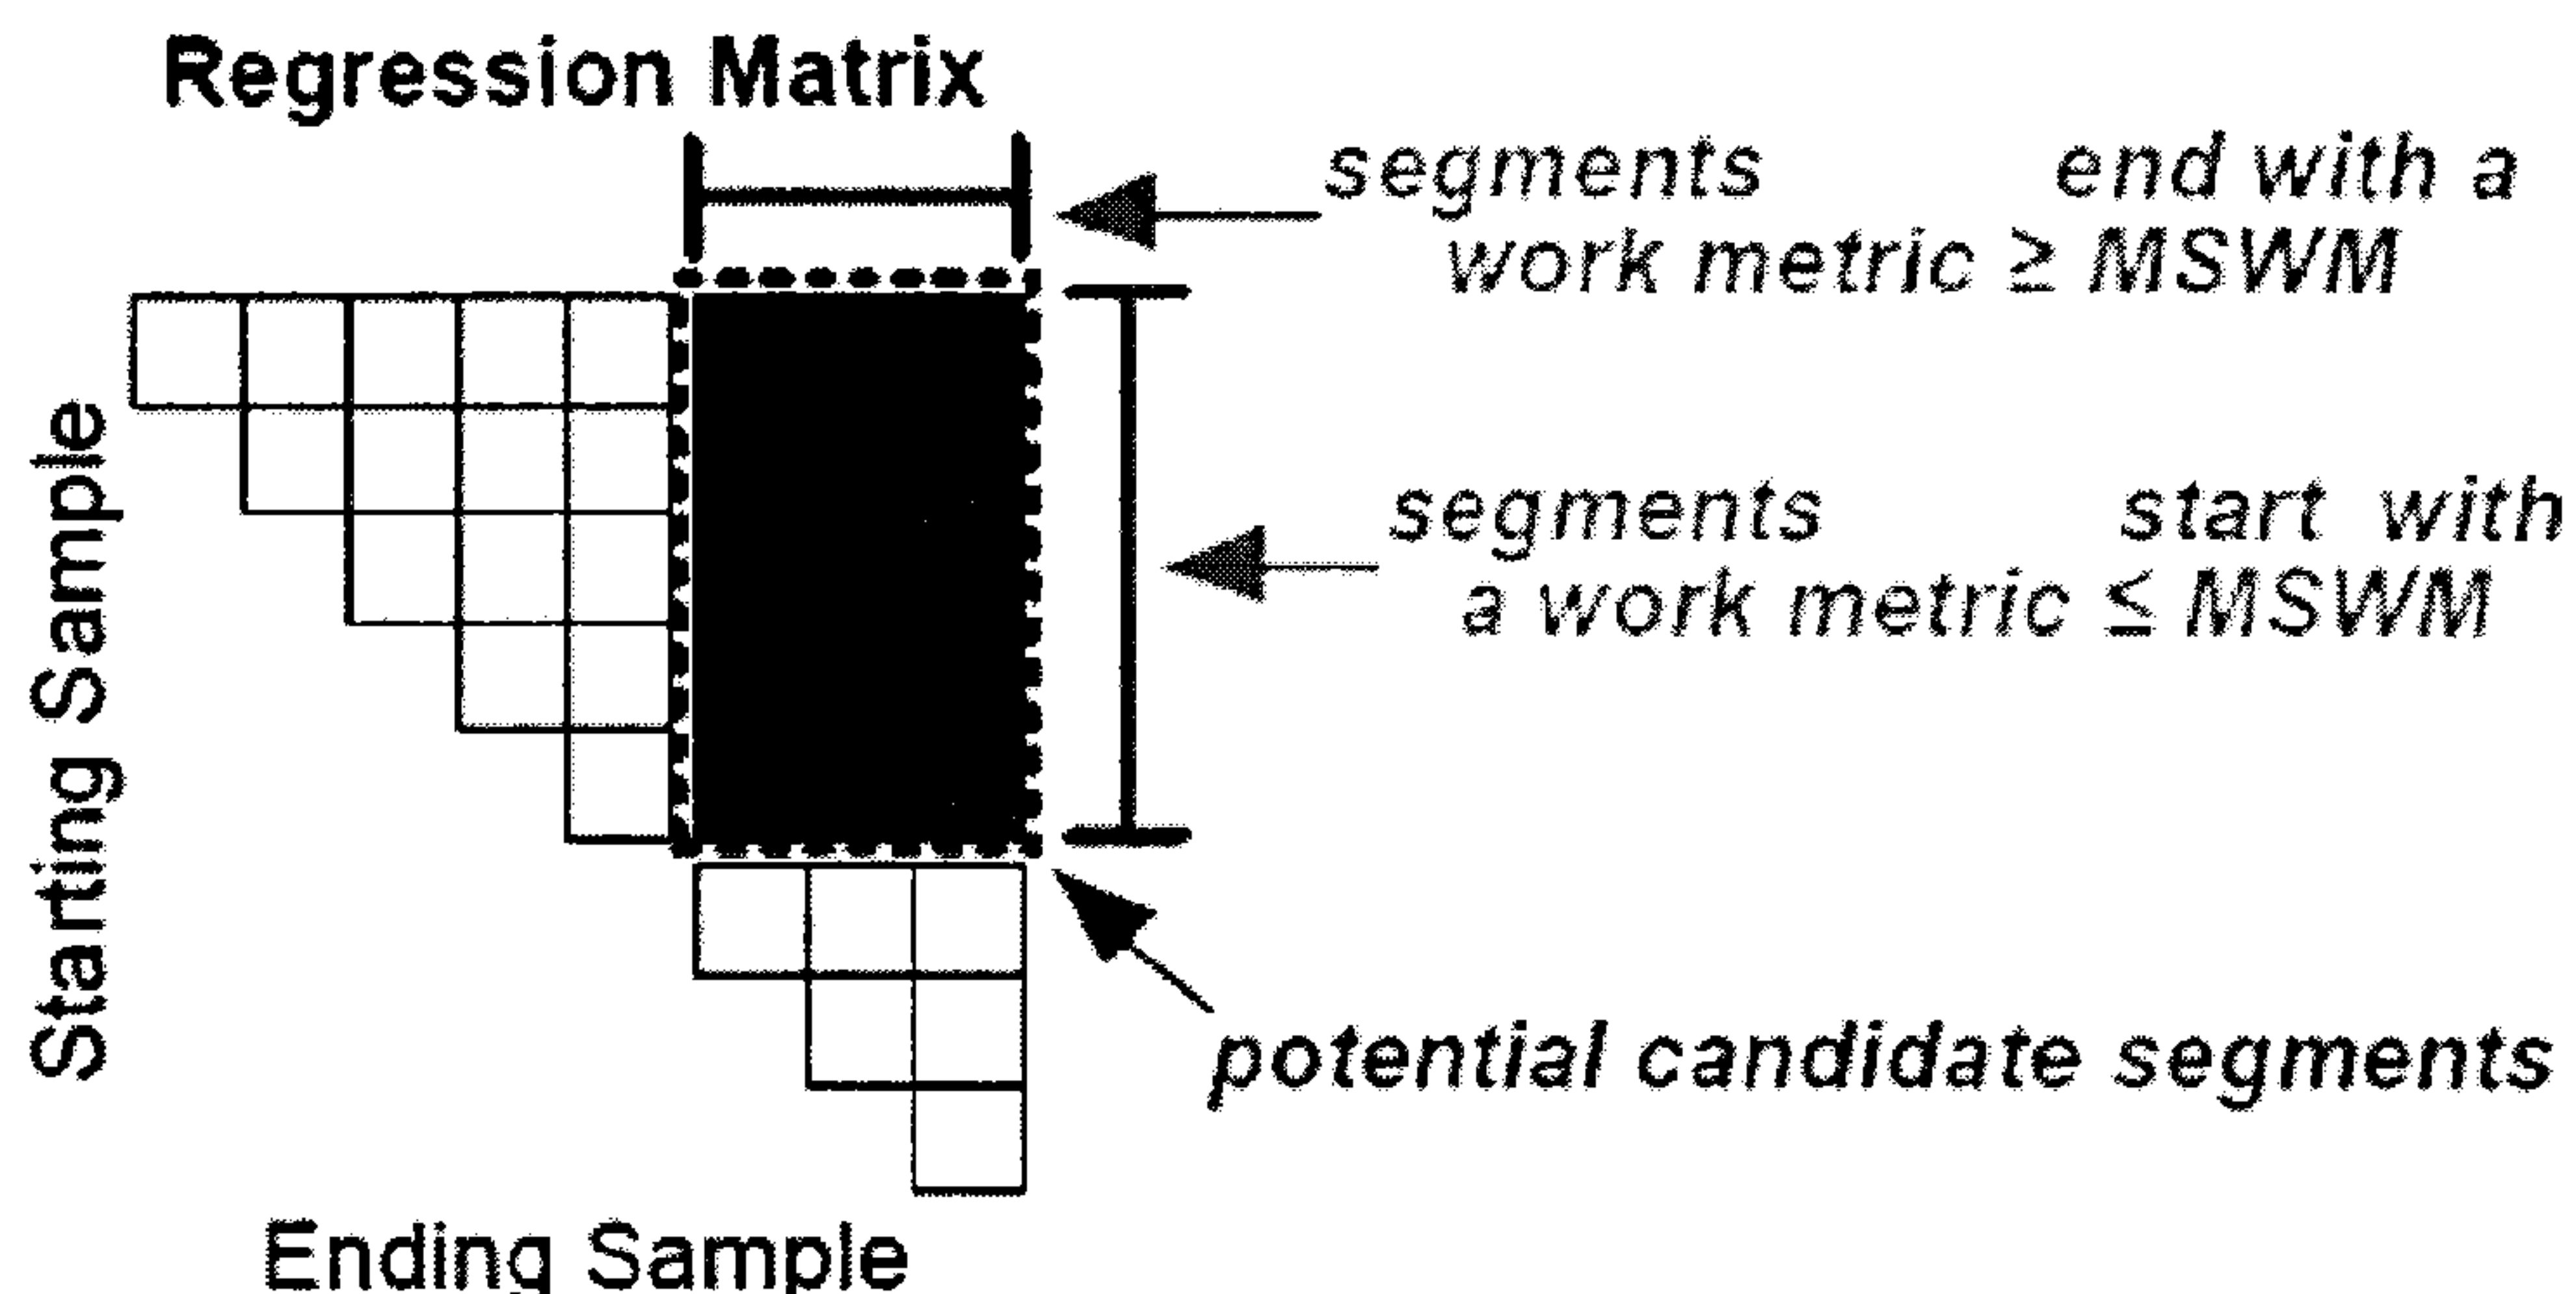 Regression Matrix
segments end with a
work metric ≥ MSWM
segments start with
a work metric ≤ MSWM
potential candidate segments
Starting Sample
Ending Sample